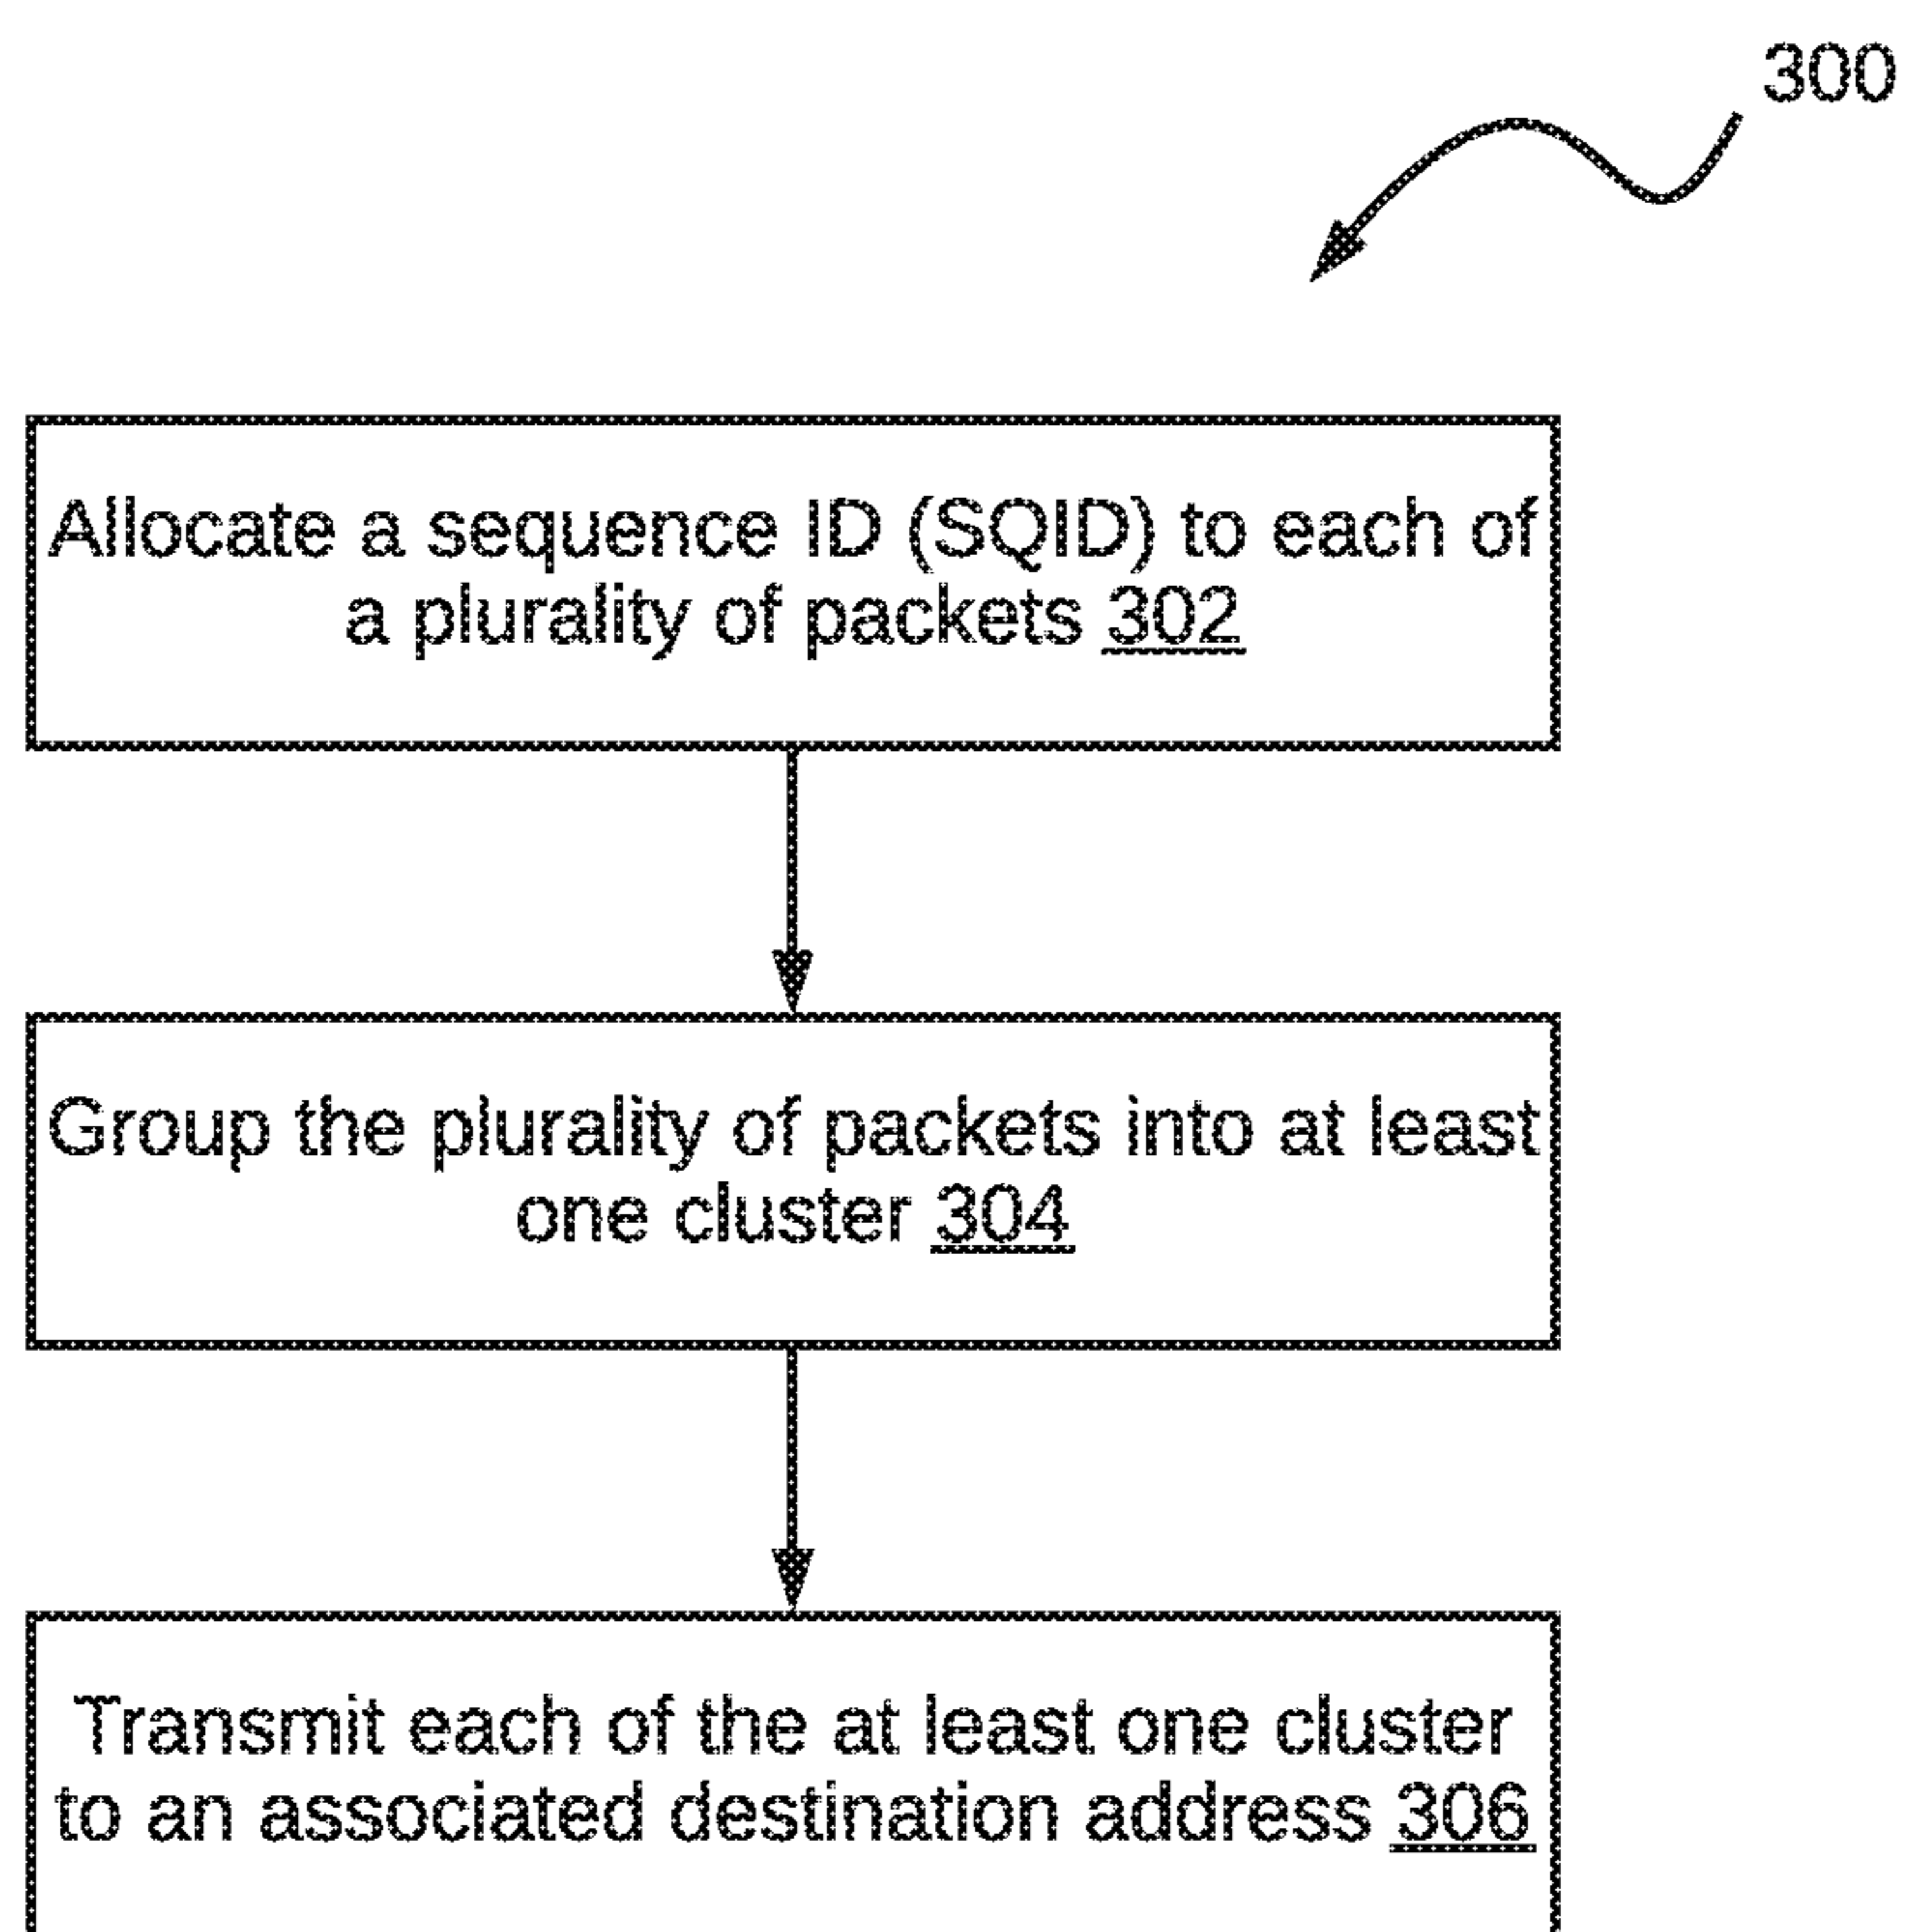 300
Allocate a sequence ID (SQID) to each of
a plurality of packets 302
Group the plurality of packets into at least
one cluster 304
Transmit each of the at least one cluster
to an associated destination address 306